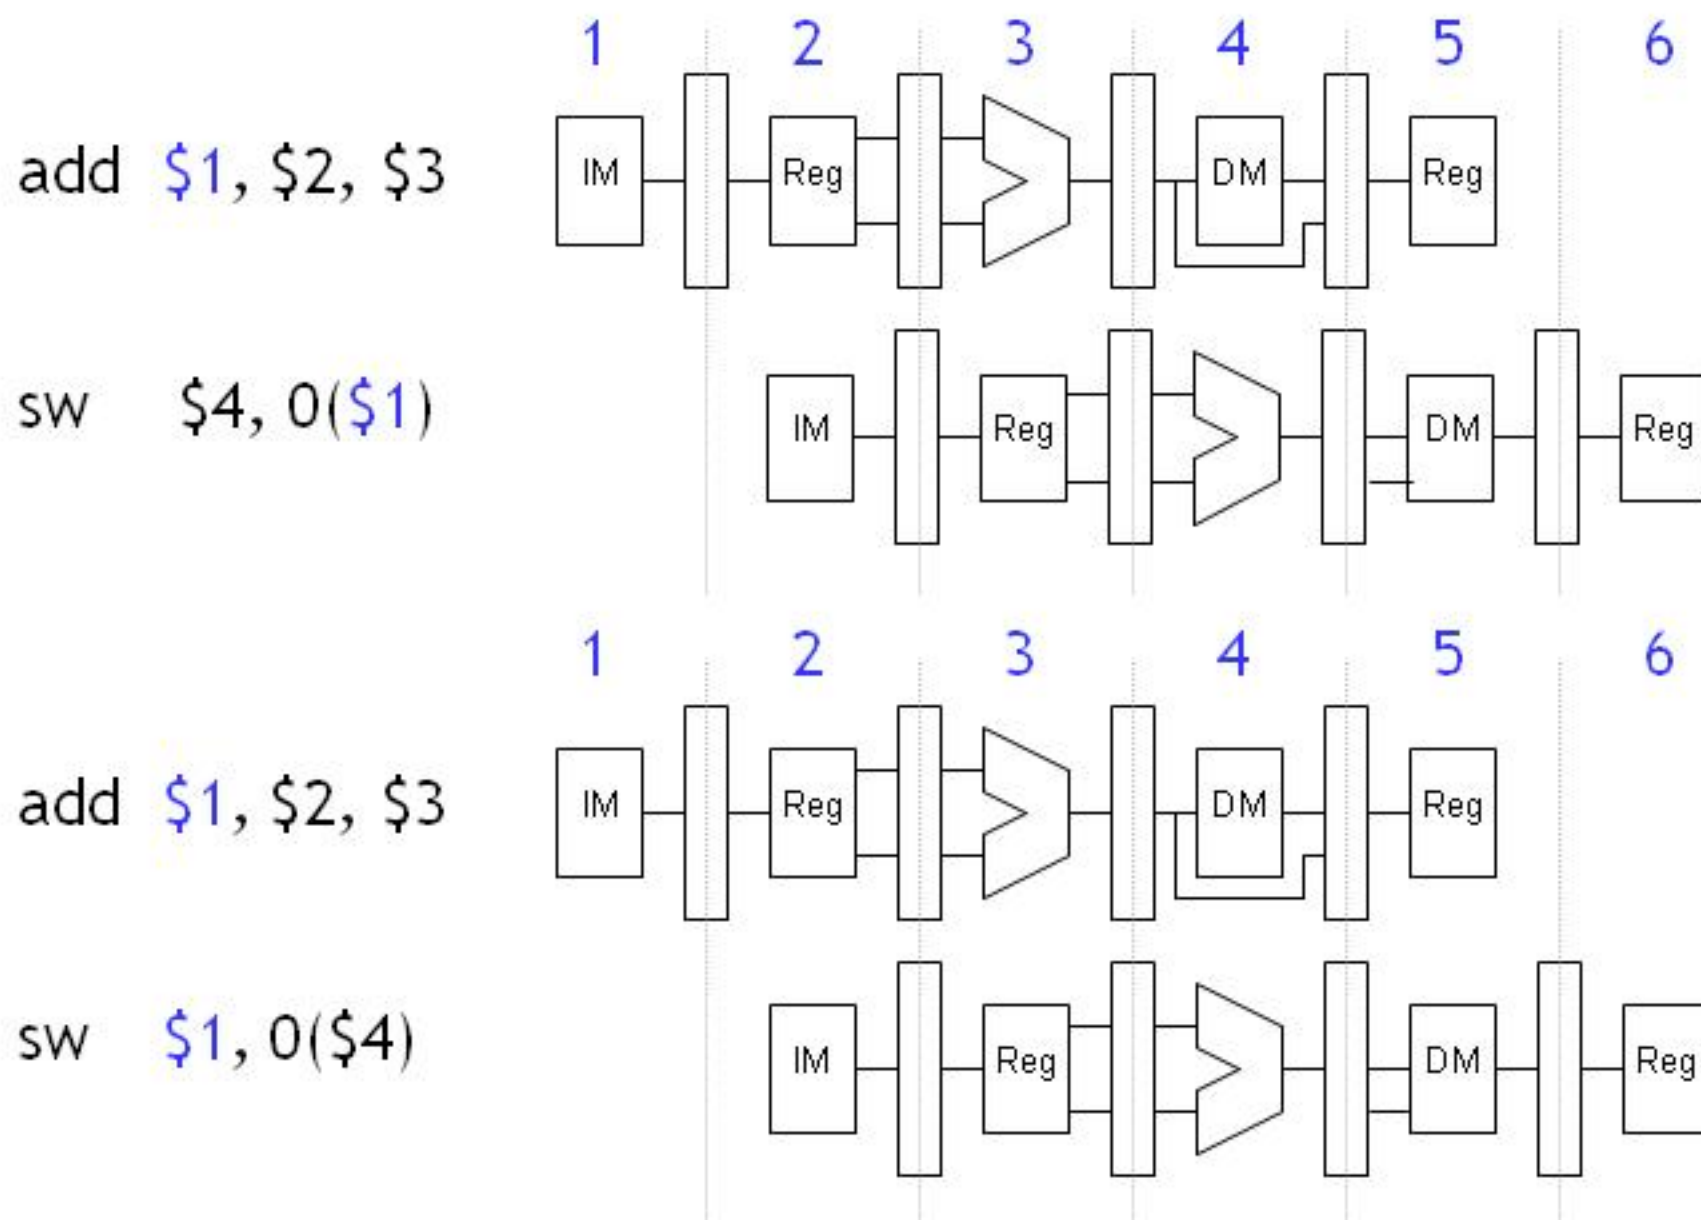 1 2 3 4 5 6
add $1, $2, $3 IM Reg DM Reg
sw $4, 0($1) IM Reg DM Reg
1 2 3 4 5 6
add $1, $2, $3 IM Reg DM Reg
sw $1, 0($4) IM Reg DM Reg